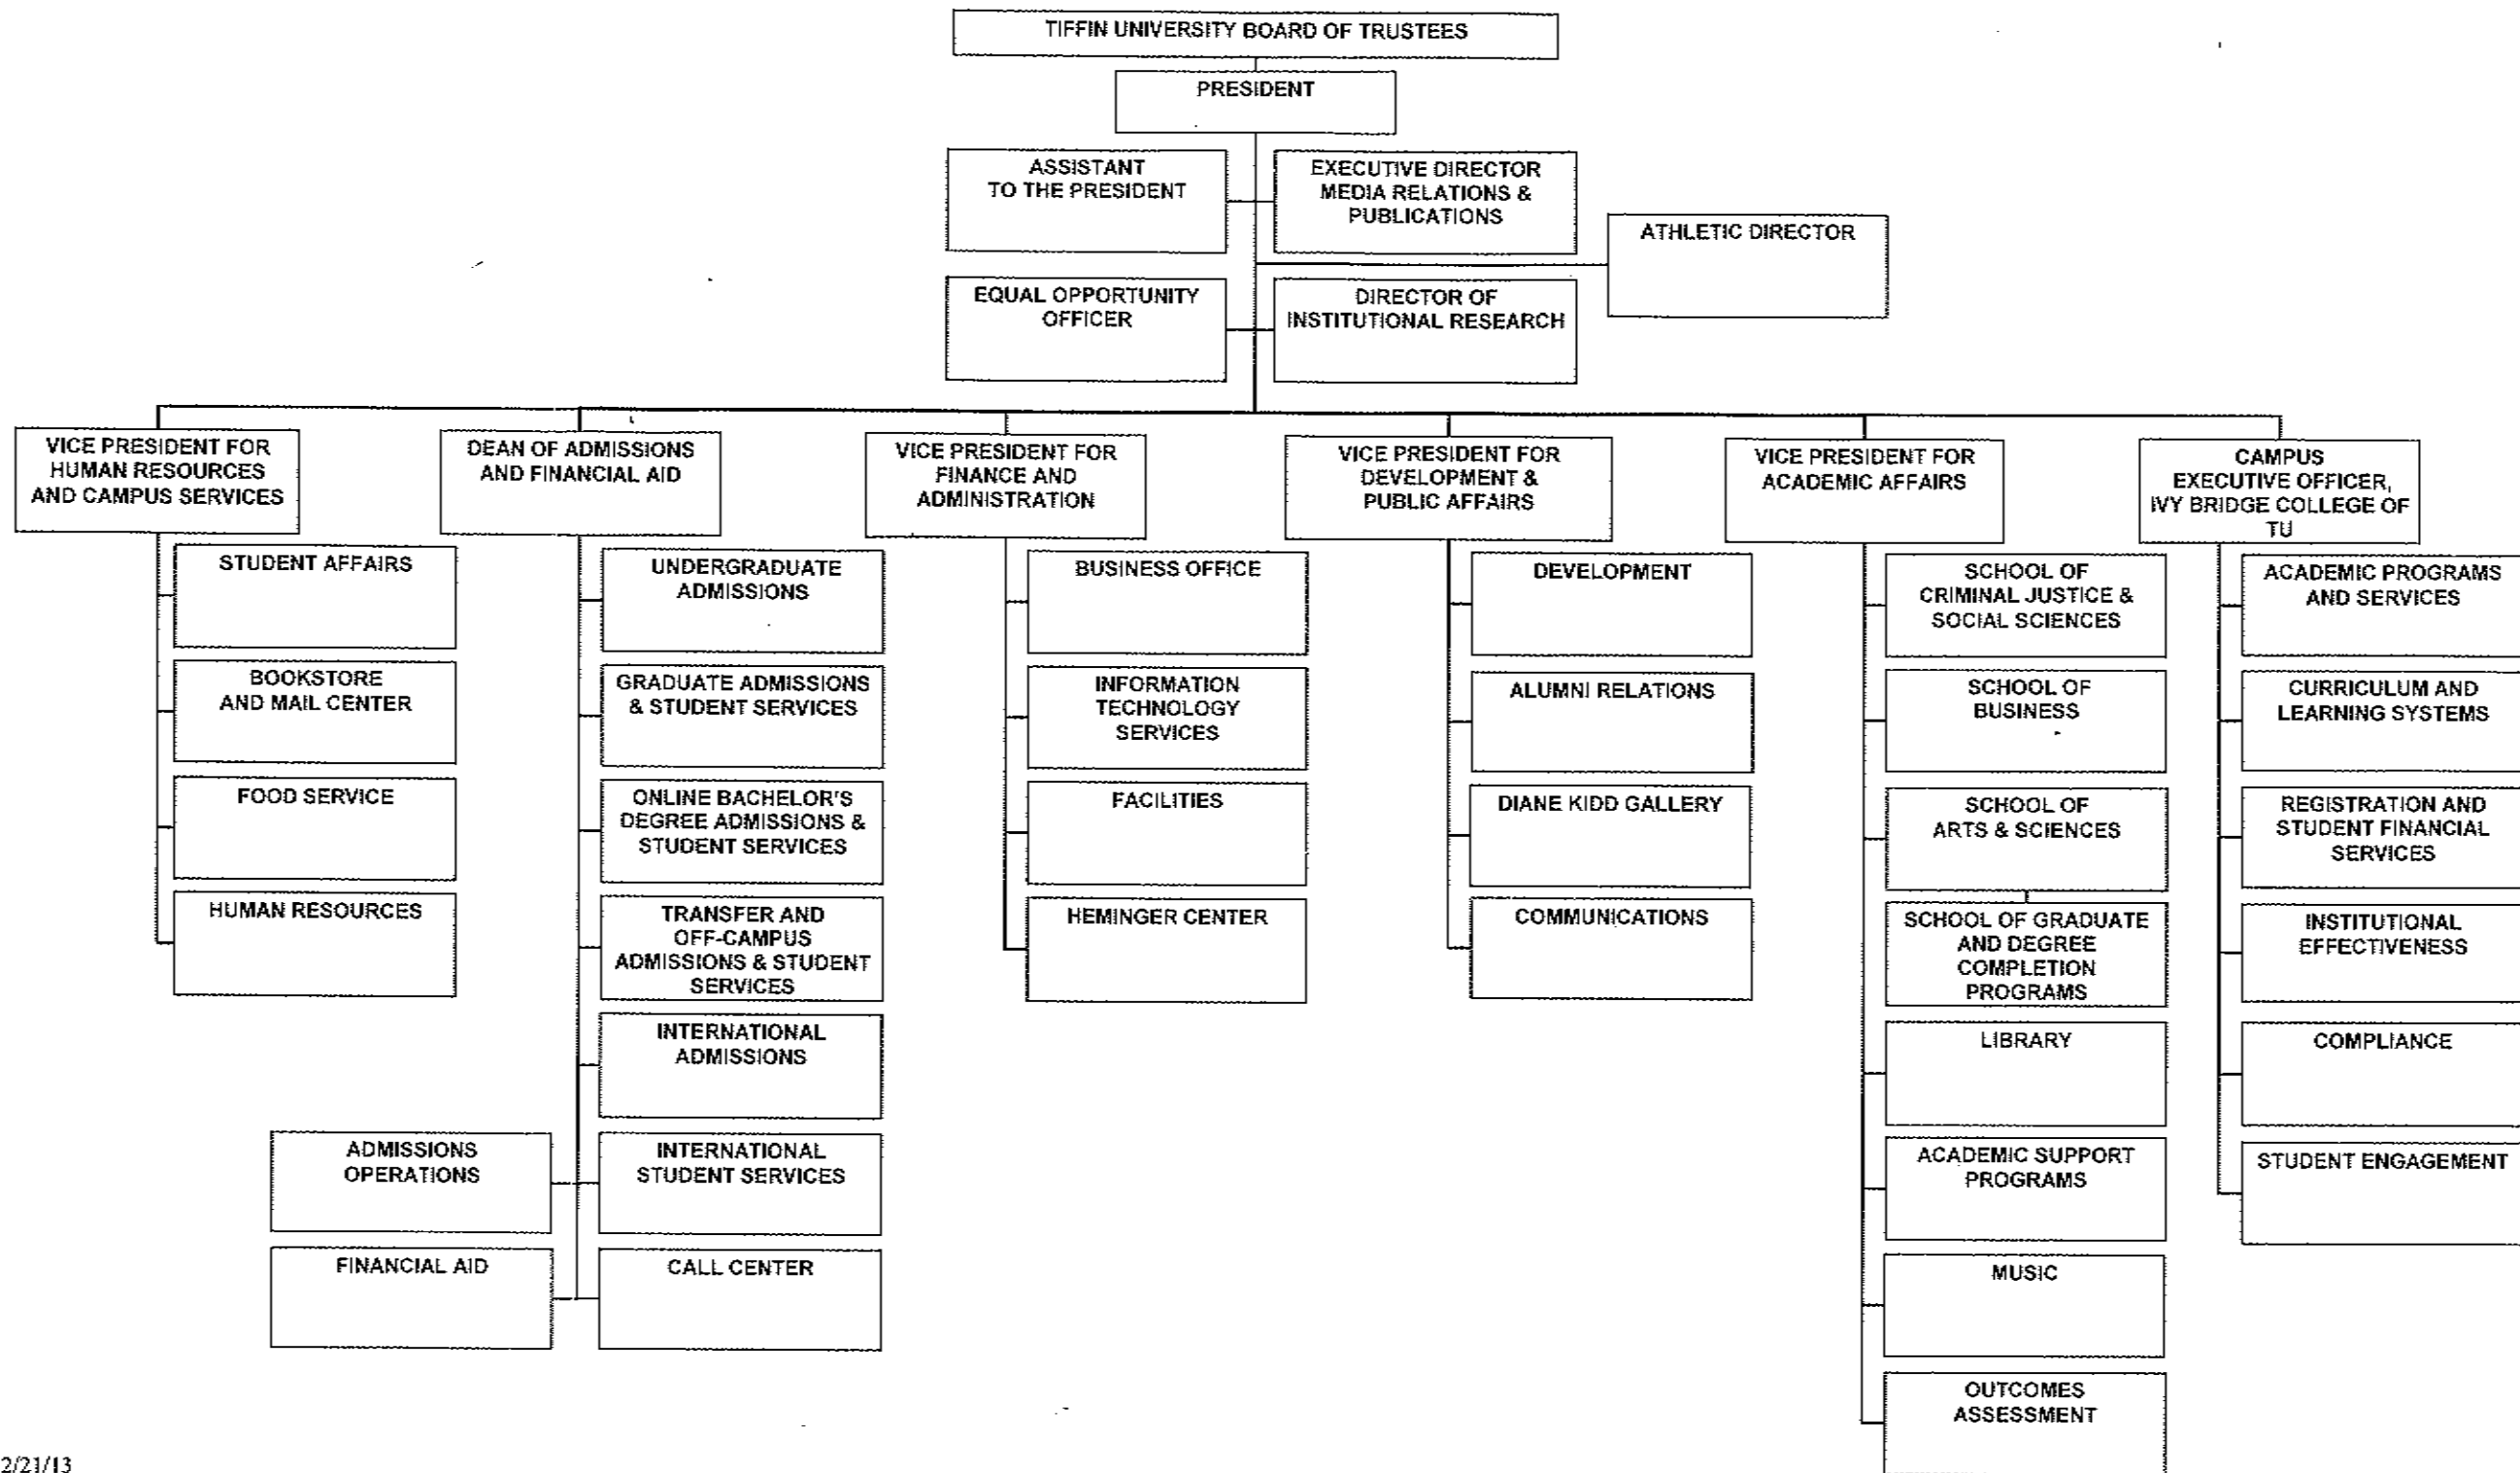 TIFFIN UNIVERSITY BOARD OF TRUSTEES
PRESIDENT
ASSISTANT
TO THE PRESIDENT
EXECUTIVE DIRECTOR
MEDIA RELATIONS &
PUBLICATIONS
ATHLETIC DIRECTOR
EQUAL OPPORTUNITY
OFFICER
DIRECTOR OF
INSTITUTIONAL RESEARCH
VICE PRESIDENT FOR
HUMAN RESOURCES
AND CAMPUS SERVICES
STUDENT AFFAIRS
BOOKSTORE
AND MAIL CENTER
FOOD SERVICE
HUMAN RESOURCES
DEAN OF ADMISSIONS
AND FINANCIAL AID
UNDERGRADUATE
ADMISSIONS
GRADUATE ADMISSIONS
& STUDENT SERVICES
ONLINE BACHELOR'S
DEGREE ADMISSIONS &
STUDENT SERVICES
TRANSFER AND
OFF-CAMPUS
ADMISSIONS & STUDENT
SERVICES
INTERNATIONAL
ADMISSIONS
ADMISSIONS
OPERATIONS
INTERNATIONAL
STUDENT SERVICES
FINANCIAL AID
CALL CENTER
VICE PRESIDENT FOR
FINANCE AND
ADMINISTRATION
BUSINESS OFFICE
INFORMATION
TECHNOLOGY
SERVICES
FACILITIES
HEMINGER CENTER
VICE PRESIDENT FOR
DEVELOPMENT &
PUBLIC AFFAIRS
DEVELOPMENT
ALUMNI RELATIONS
DIANE KIDD GALLERY
COMMUNICATIONS
VICE PRESIDENT FOR
ACADEMIC AFFAIRS
SCHOOL OF
CRIMINAL JUSTICE &
SOCIAL SCIENCES
SCHOOL OF
BUSINESS
SCHOOL OF
ARTS & SCIENCES
SCHOOL OF GRADUATE
AND DEGREE
COMPLETION
PROGRAMS
LIBRARY
ACADEMIC SUPPORT
PROGRAMS
MUSIC
OUTCOMES
ASSESSMENT
CAMPUS
EXECUTIVE OFFICER,
IVY BRIDGE COLLEGE OF
TU
ACADEMIC PROGRAMS
AND SERVICES
CURRICULUM AND
LEARNING SYSTEMS
REGISTRATION AND
STUDENT FINANCIAL
SERVICES
INSTITUTIONAL
EFFECTIVENESS
COMPLIANCE
STUDENT ENGAGEMENT
2/21/13